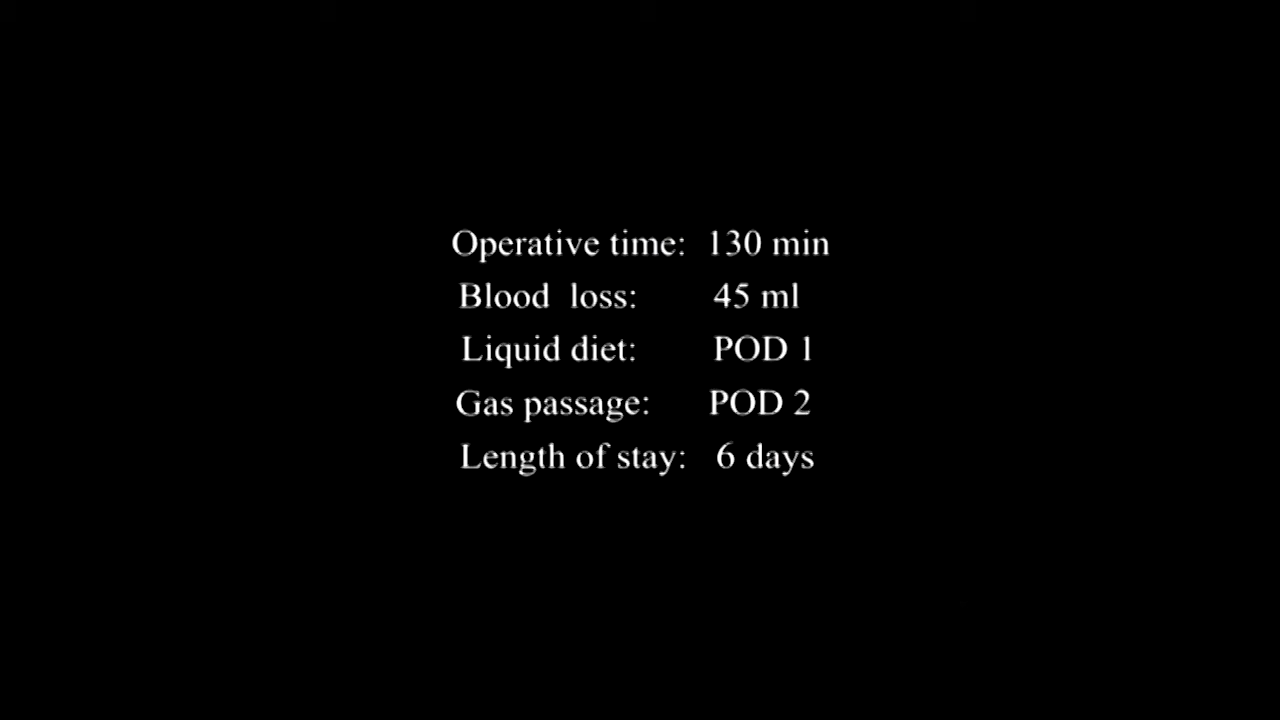 Operative time: 130 min
Blood loss: 45 ml
Liquid diet: POD 1
Gas passage: POD 2
Length of stay: 6 days